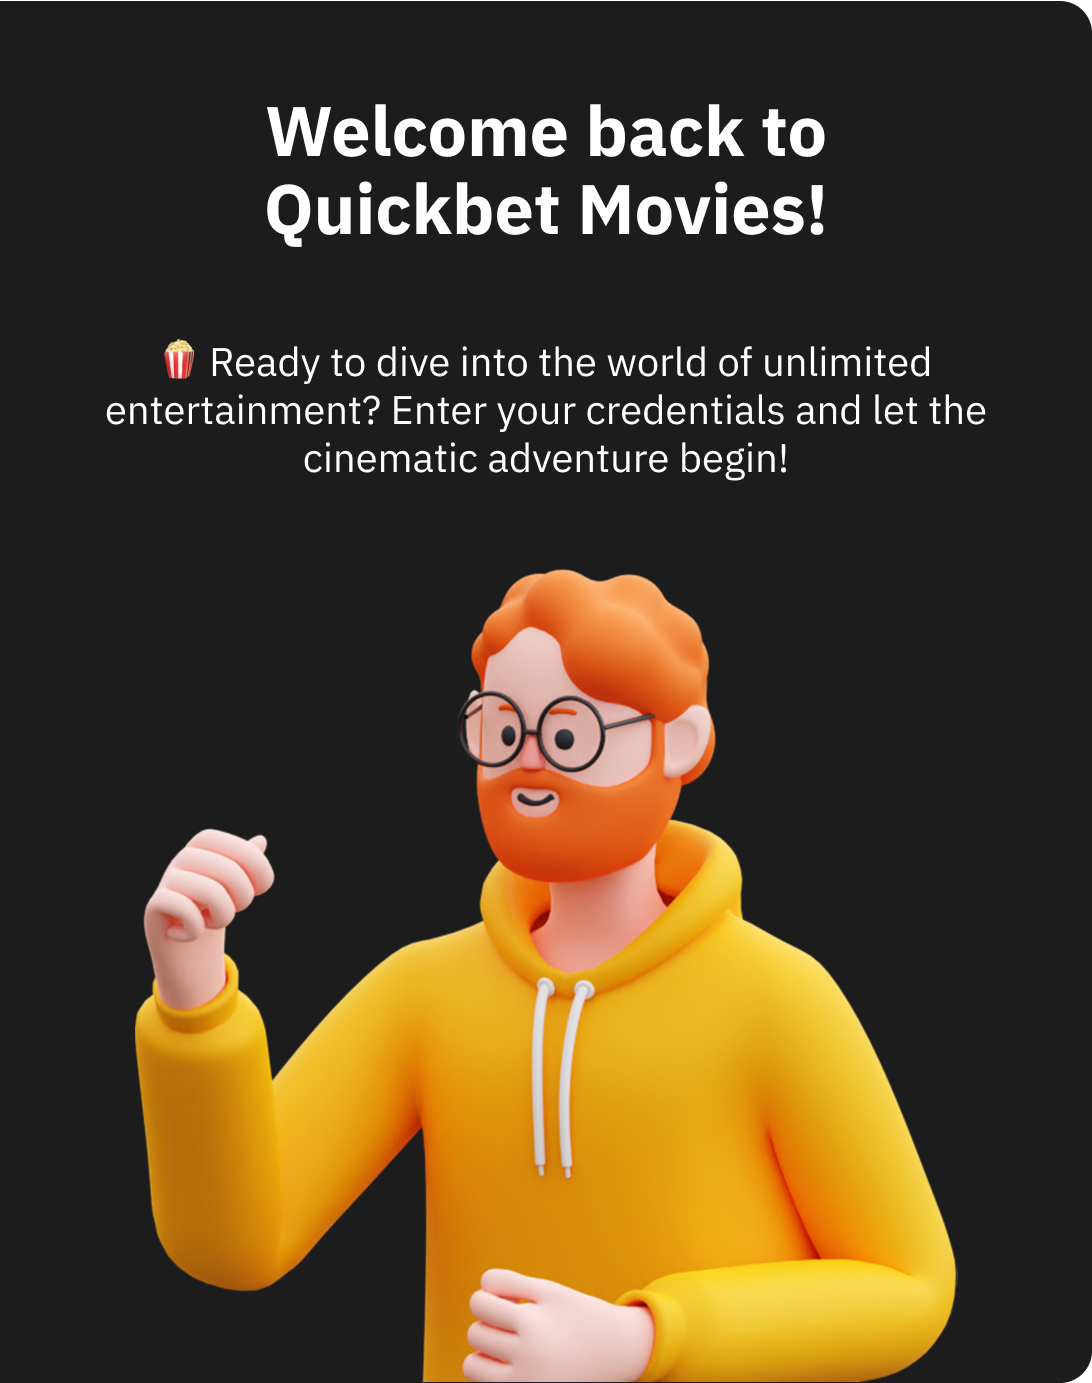 Welcome back to
Quickbet Movies!
🍿 Ready to dive into the world of unlimited
entertainment? Enter your credentials and let the
cinematic adventure begin!